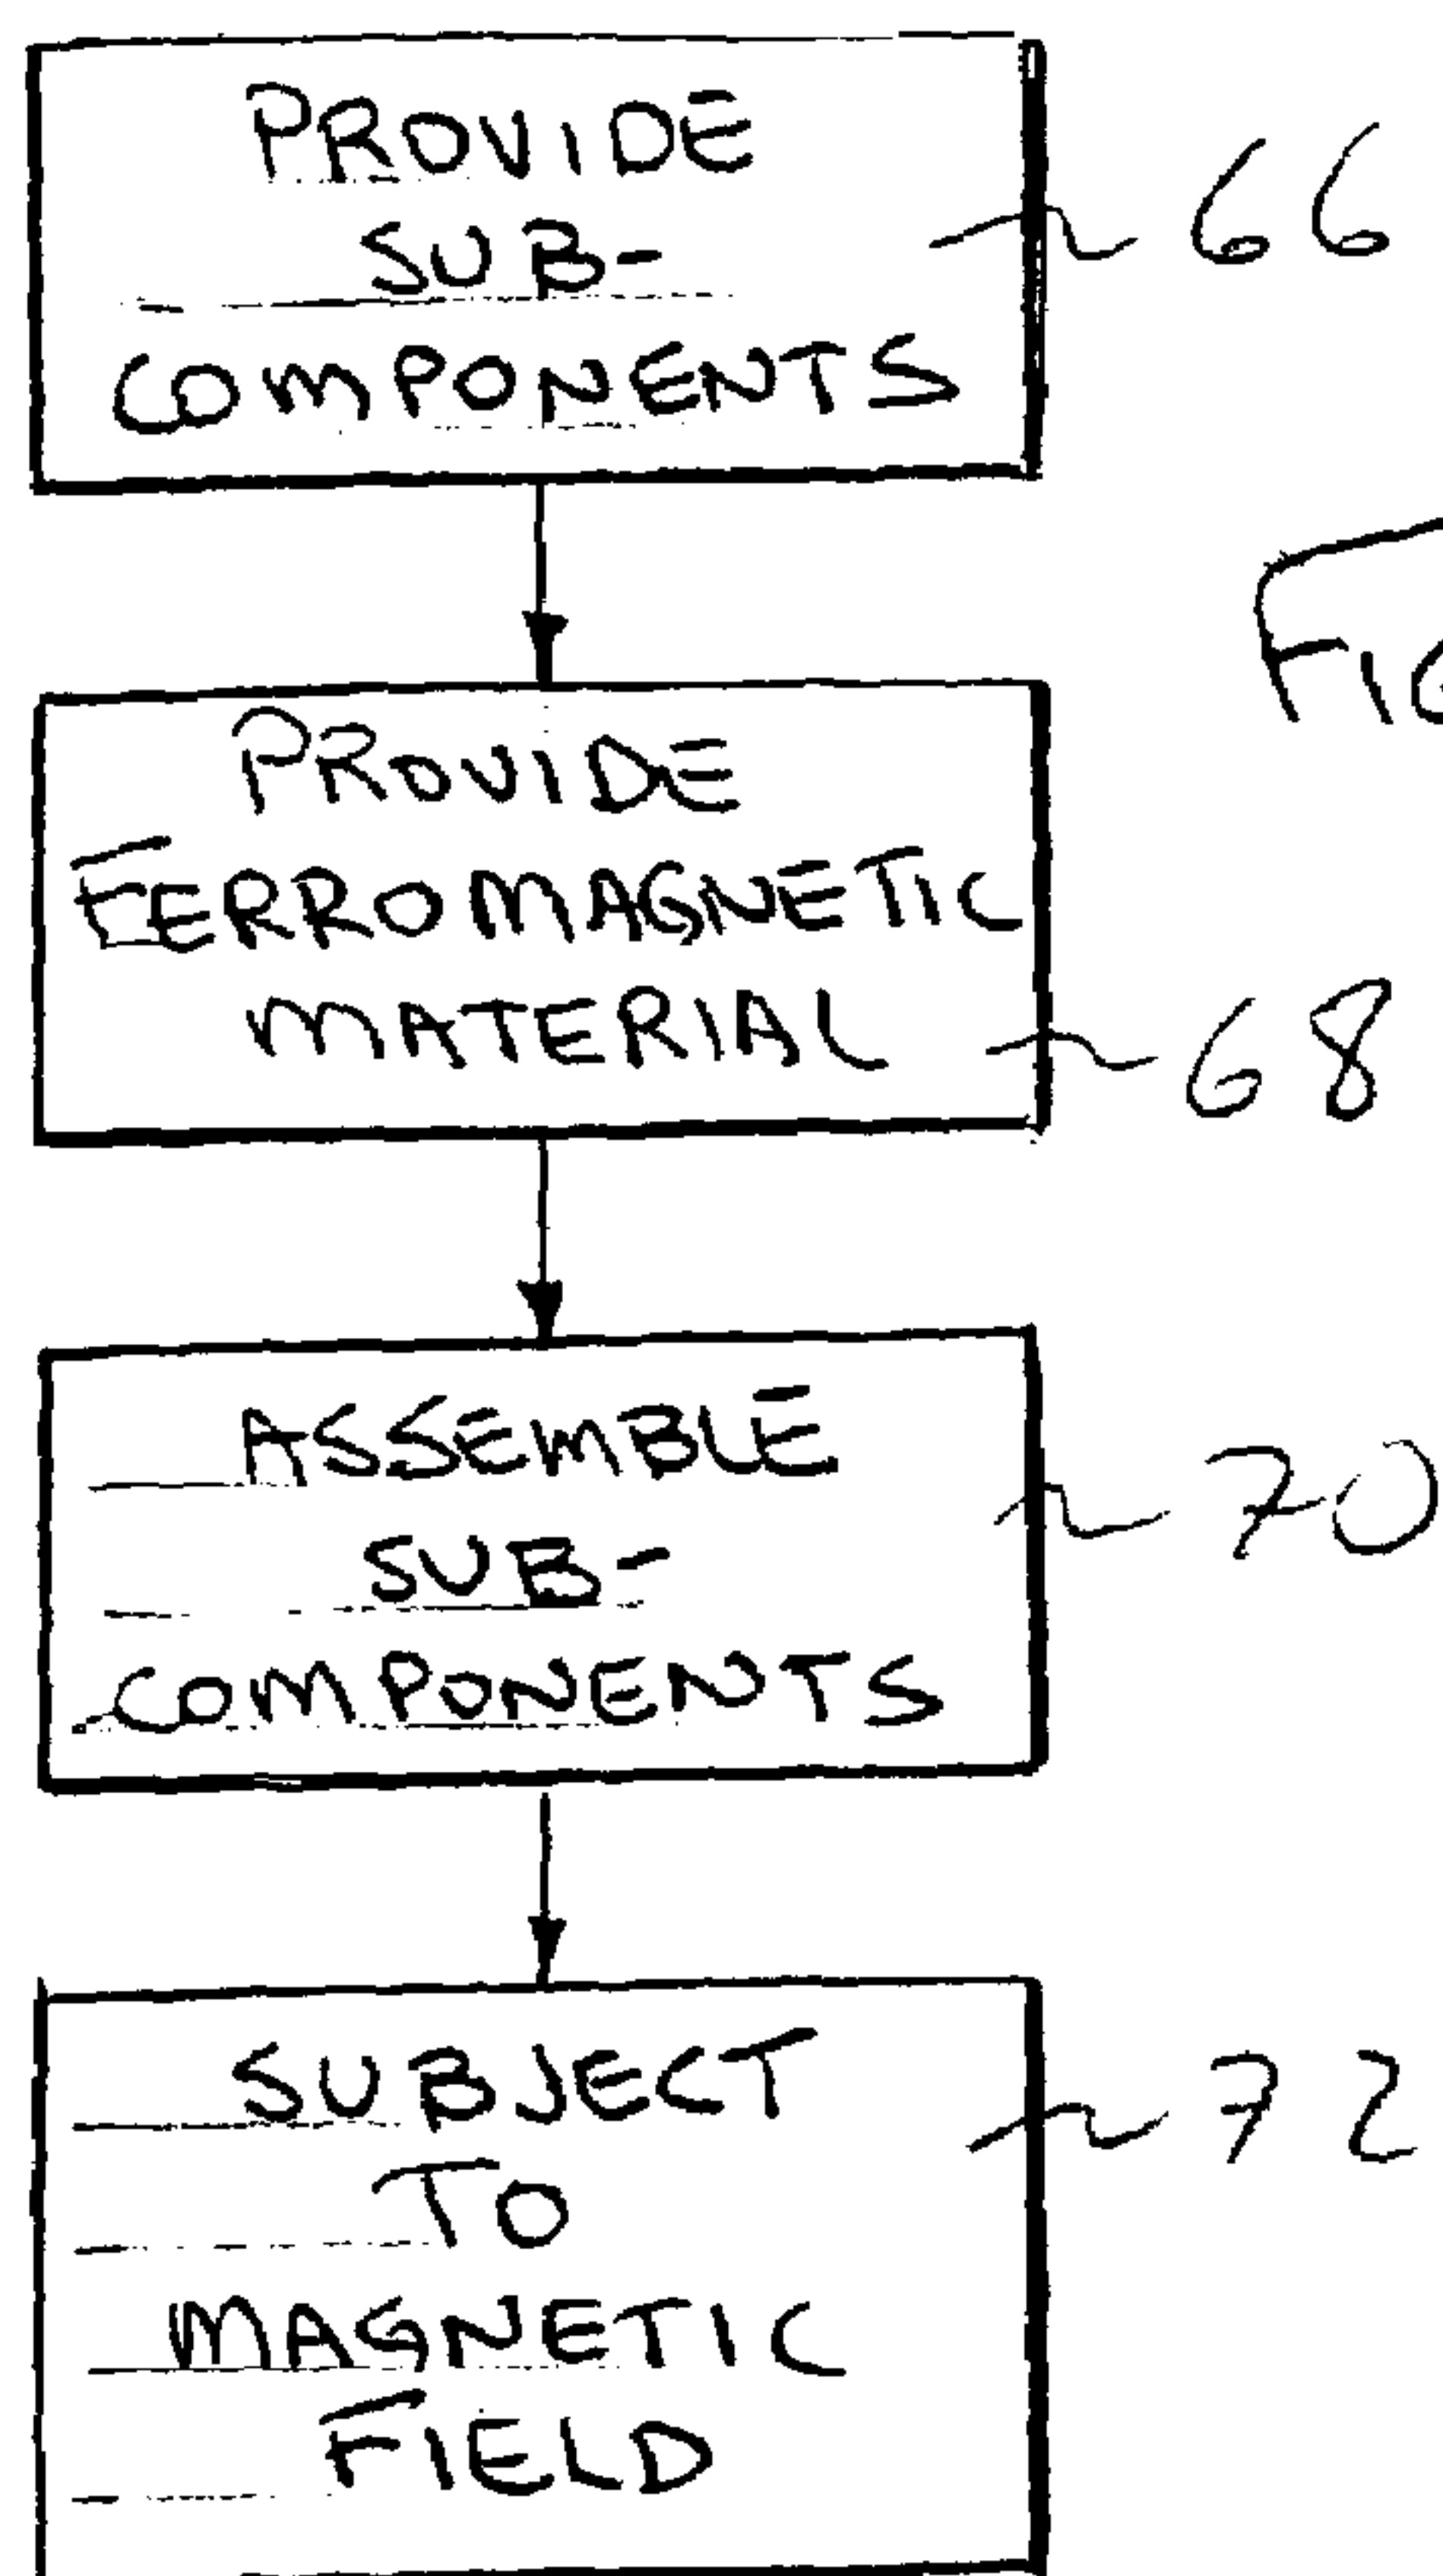 PROVIDE
SUB-
COMPONENTS
66
PROVIDE
FERROMAGNETIC
MATERIAL
68
ASSEMBLE
SUB-
COMPONENTS
70
SUBJECT
TO
MAGNETIC
FIELD
72